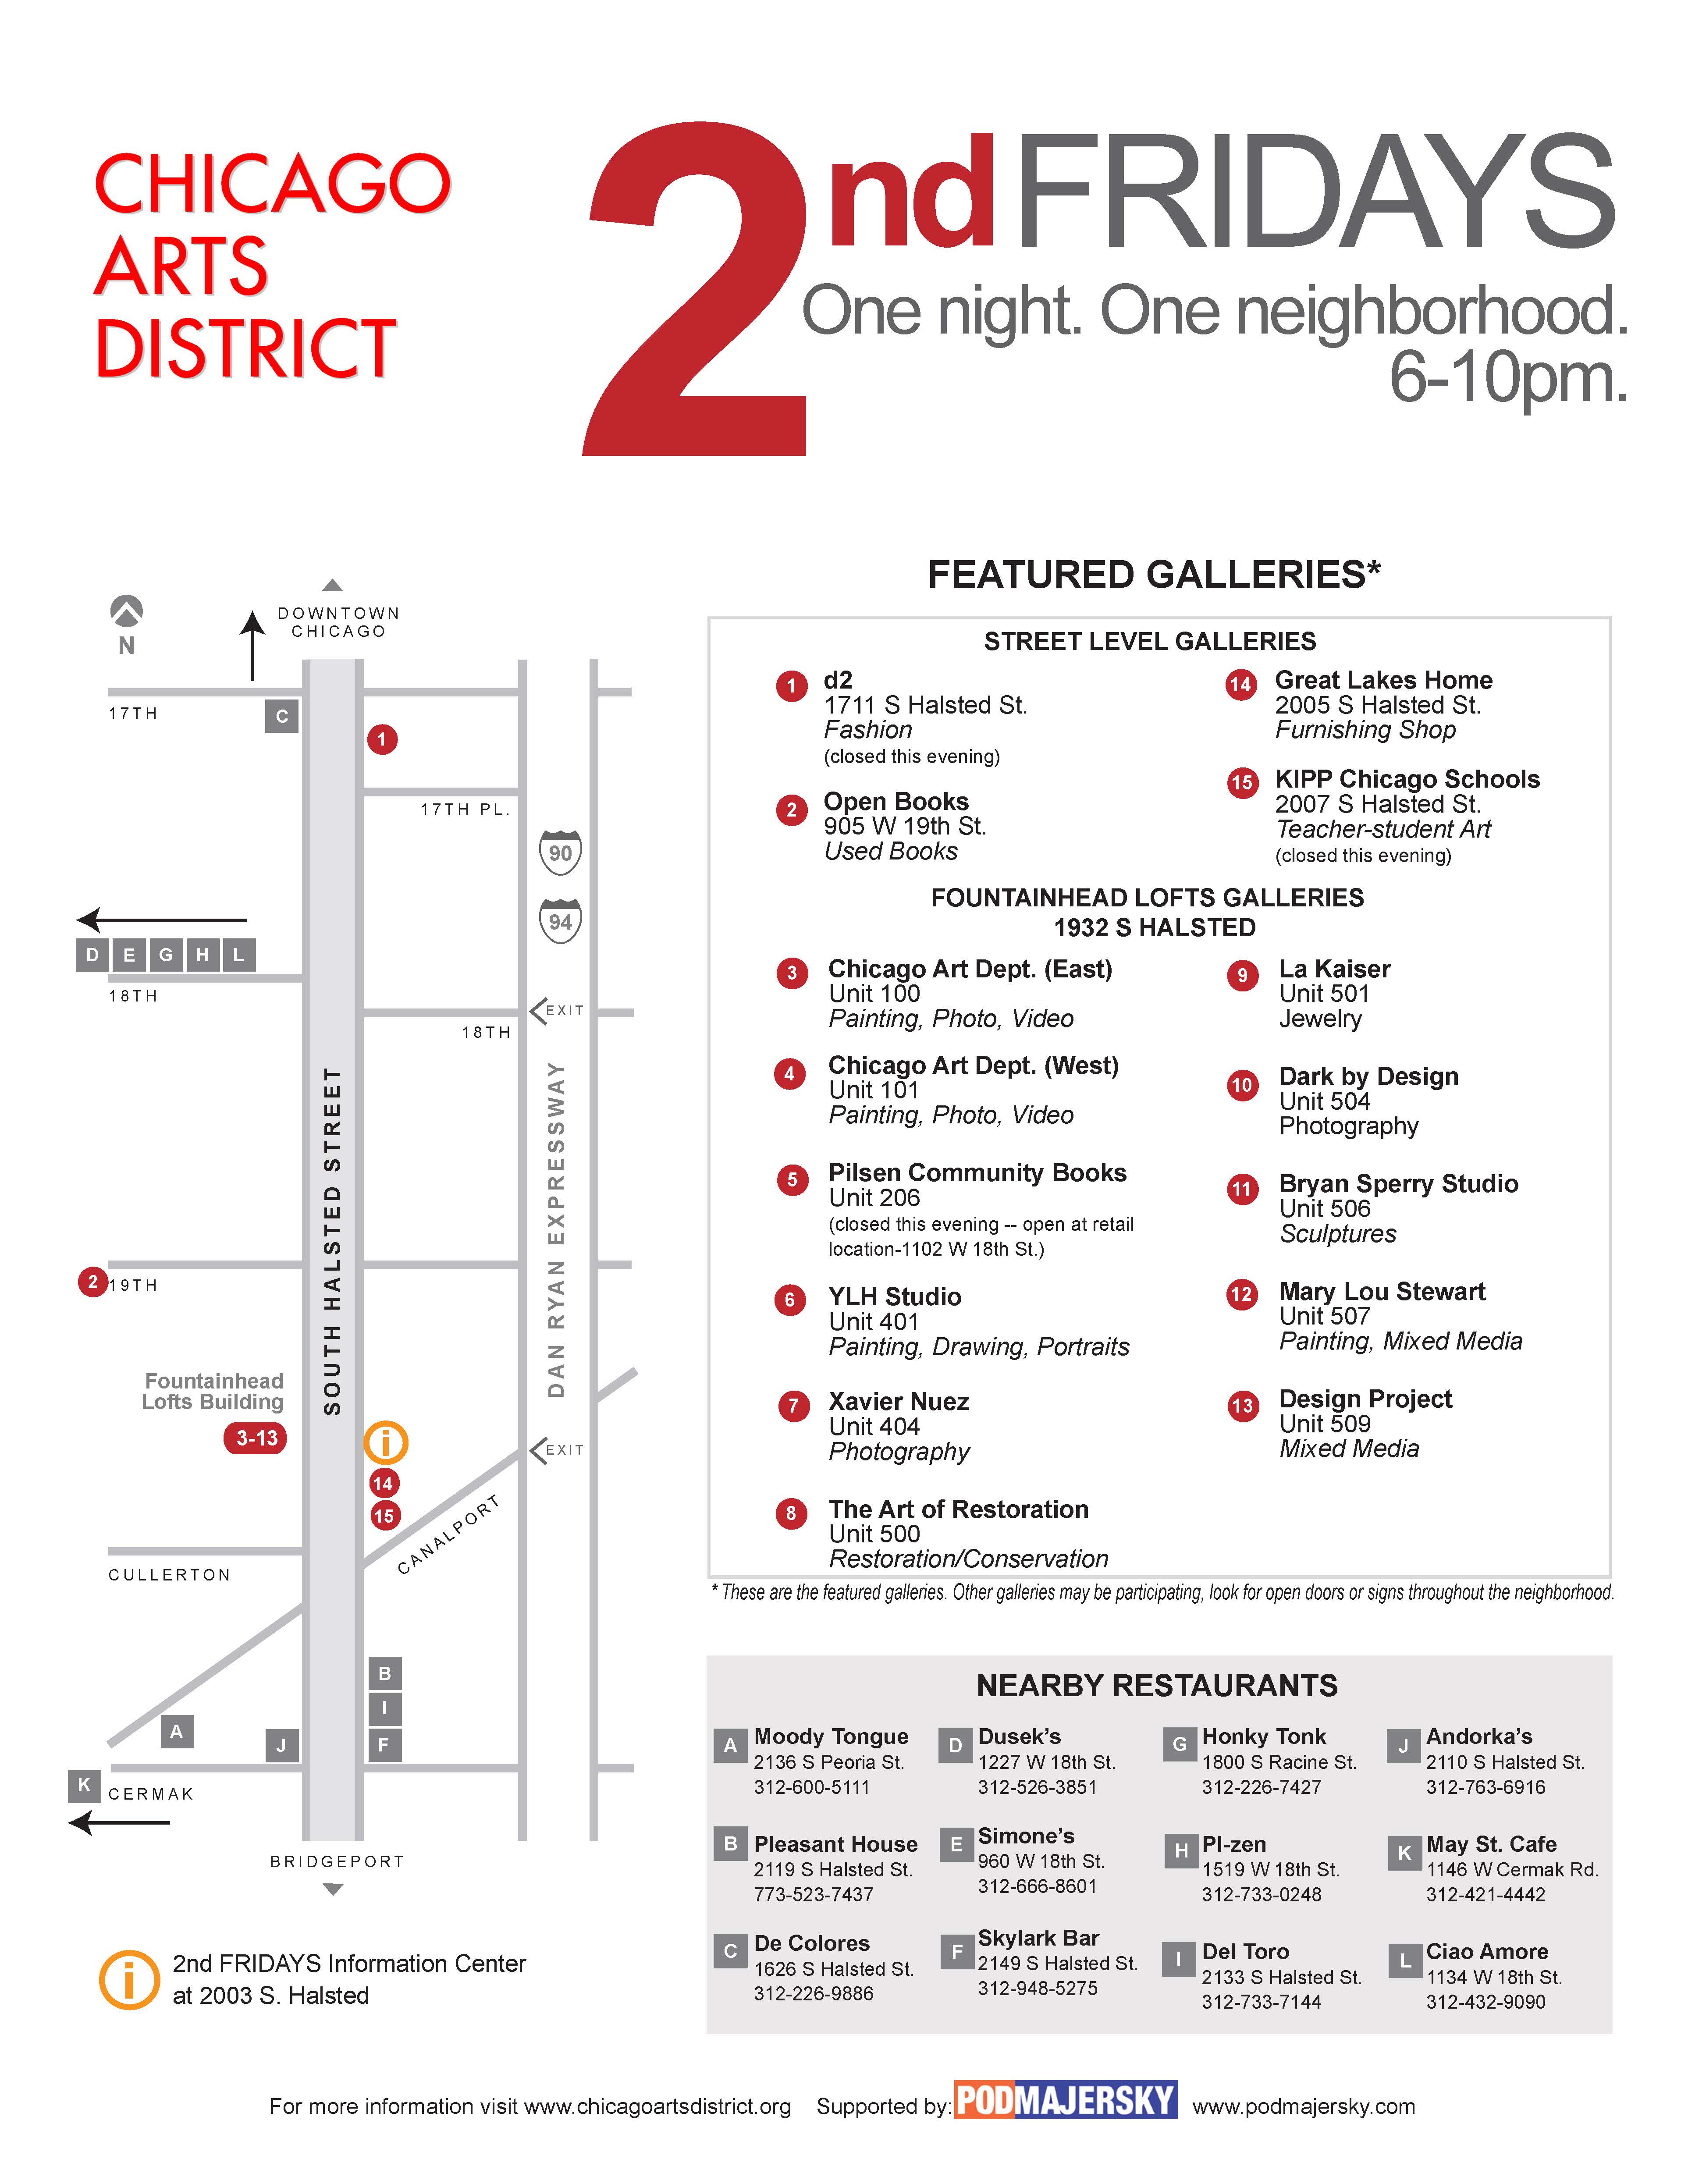 CHICAGO
ARTS
DISTRICT
2nd FRIDAYS
One night. One neighborhood.
6-10pm.
N
DOWNTOWN
CHICAGO
17TH
C
1
17TH PL.
90
94
D E G H L
18TH
EXIT
18TH
SOUTH HALSTED STREET
DAN RYAN EXPRESSWAY
2
19TH
Fountainhead
Lofts Building
3-13
i
EXIT
14
15
CANALPORT
CULLERTON
B
I
A
J
F
K
CERMAK
BRIDGEPORT
i
2nd FRIDAYS Information Center
at 2003 S. Halsted
FEATURED GALLERIES*
STREET LEVEL GALLERIES
1
d2
1711 S Halsted St.
Fashion
(closed this evening)
2
Open Books
905 W 19th St.
Used Books
14
Great Lakes Home
2005 S Halsted St.
Furnishing Shop
15
KIPP Chicago Schools
2007 S Halsted St.
Teacher-student Art
(closed this evening)
FOUNTAINHEAD LOFTS GALLERIES
1932 S HALSTED
3
Chicago Art Dept. (East)
Unit 100
Painting, Photo, Video
4
Chicago Art Dept. (West)
Unit 101
Painting, Photo, Video
5
Pilsen Community Books
Unit 206
(closed this evening -- open at retail
location-1102 W 18th St.)
6
YLH Studio
Unit 401
Painting, Drawing, Portraits
7
Xavier Nuez
Unit 404
Photography
8
The Art of Restoration
Unit 500
Restoration/Conservation
9
La Kaiser
Unit 501
Jewelry
10
Dark by Design
Unit 504
Photography
11
Bryan Sperry Studio
Unit 506
Sculptures
12
Mary Lou Stewart
Unit 507
Painting, Mixed Media
13
Design Project
Unit 509
Mixed Media
* These are the featured galleries. Other galleries may be participating, look for open doors or signs throughout the neighborhood.
NEARBY RESTAURANTS
A
Moody Tongue
2136 S Peoria St.
312-600-5111
B
Pleasant House
2119 S Halsted St.
773-523-7437
C
De Colores
1626 S Halsted St.
312-226-9886
D
Dusek's
1227 W 18th St.
312-526-3851
E
Simone's
960 W 18th St.
312-666-8601
F
Skylark Bar
2149 S Halsted St.
312-948-5275
G
Honky Tonk
1800 S Racine St.
312-226-7427
H
PI-zen
1519 W 18th St.
312-733-0248
I
Del Toro
2133 S Halsted St.
312-733-7144
J
Andorka's
2110 S Halsted St.
312-763-6916
K
May St. Cafe
1146 W Cermak Rd.
312-421-4442
L
Ciao Amore
1134 W 18th St.
312-432-9090
For more information visit www.chicagoartsdistrict.org Supported by: PODMAJERSKY www.podmajersky.com